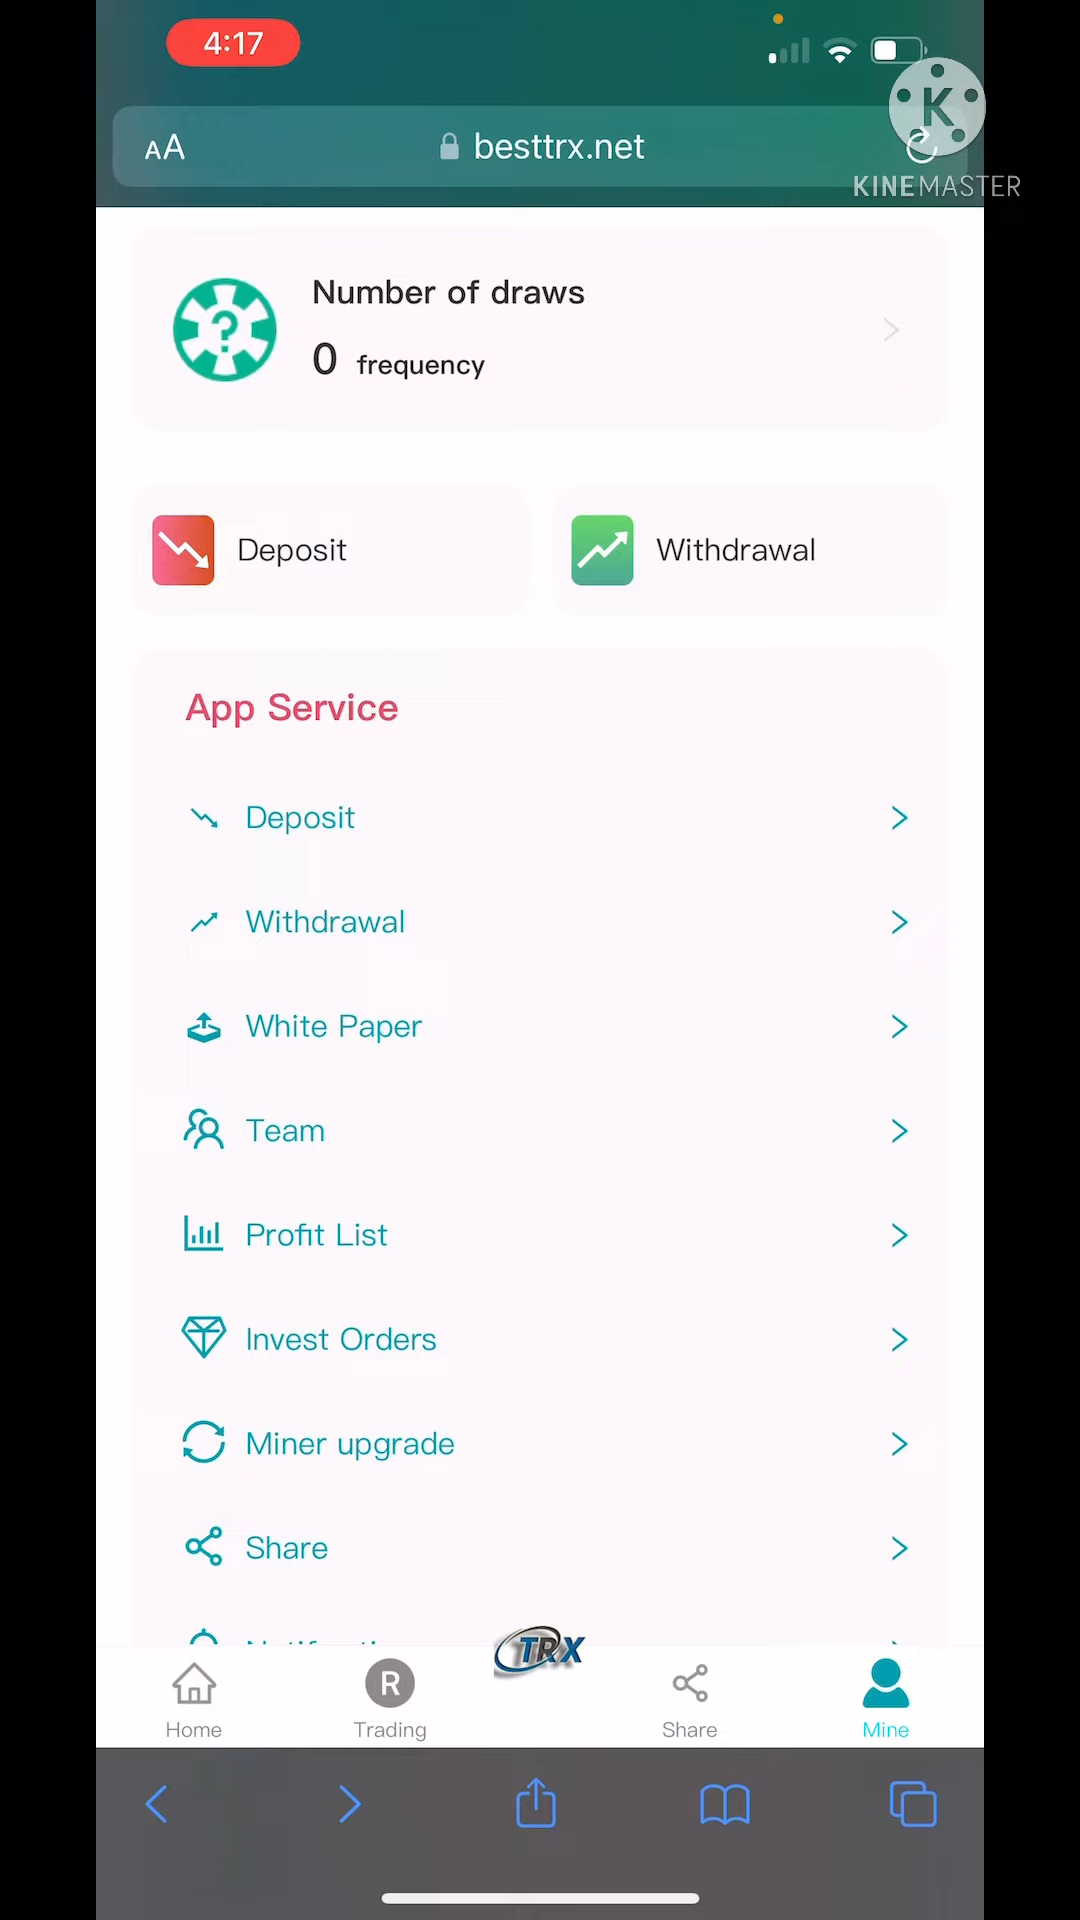 4:17
AA
besttrx.net
K
KINEMASTER
Number of draws
0 frequency
Deposit
Withdrawal
App Service
Deposit
Withdrawal
White Paper
Team
Profit List
Invest Orders
Miner upgrade
Share
TRX
R
Home
Trading
Share
Mine